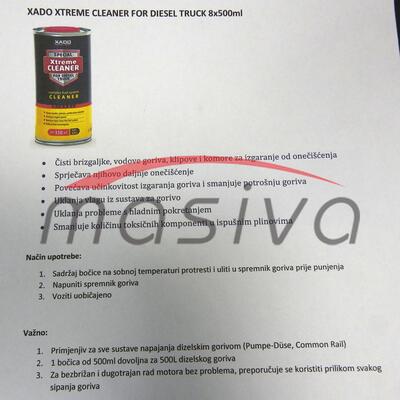 XADO XTREME CLEANER FOR DIESEL TRUCK 8x500ml
XADO
SPECIAL
Xtreme
CLEANER
FOR DIESEL
TRUCK
CLEANER
Čisti brizgaljke, vodove goriva, klipove i komore za izgaranje od onečišćenja
Sprječava njihovo daljnje onečišćenje
Povećava učinkovitost izgaranja goriva i smanjuje potrošnju goriva
Uklanja vlagu iz sustava za gorivo
Uklanja probleme s hladnim pokretanjem
Smanjuje količinu toksičnih komponenti u ispušnim plinovima
masiva
Način upotrebe:
1. Sadržaj bočice na sobnoj temperaturi protresti i uliti u spremnik goriva prije punjenja
2. Napuniti spremnik goriva
3. Voziti uobičajeno
Važno:
1. Primjenjiv za sve sustave napajanja dizelskim gorivom (Pumpe-Düse, Common Rail)
2. 1 bočica od 500ml dovoljna za 500L dizelskog goriva
3. Za bezbrižan i dugotrajan rad motora bez problema, preporučuje se koristiti prilikom svakog
sipanja goriva